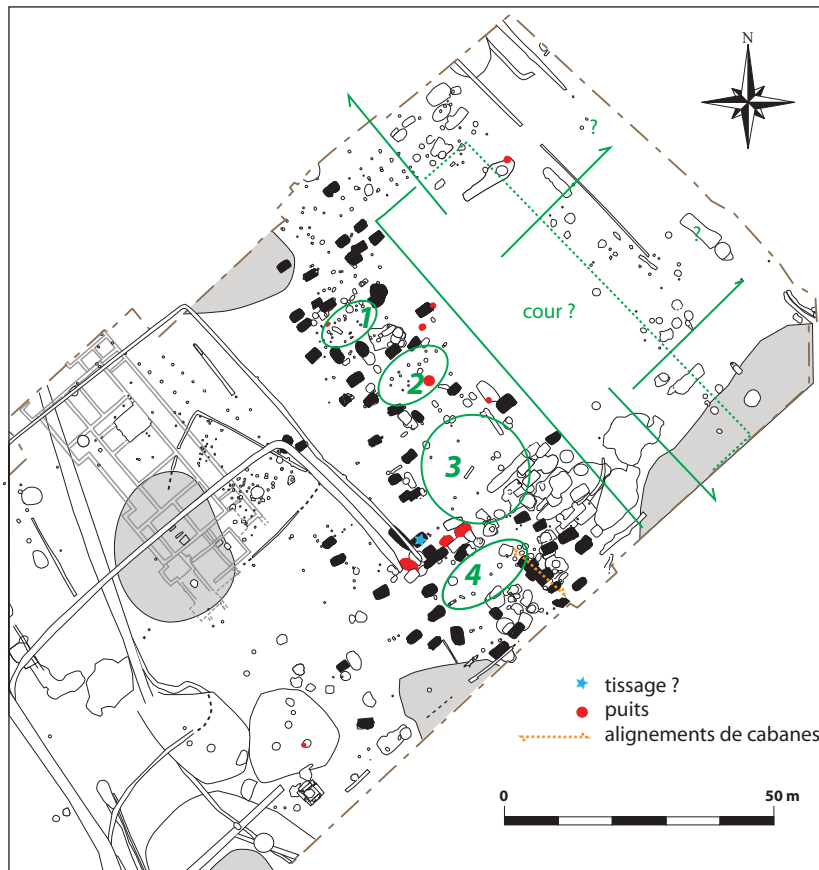 N
?
?
cour ?
1
2
3
4
tissage ?
puits
alignements de cabanes
0
50 m